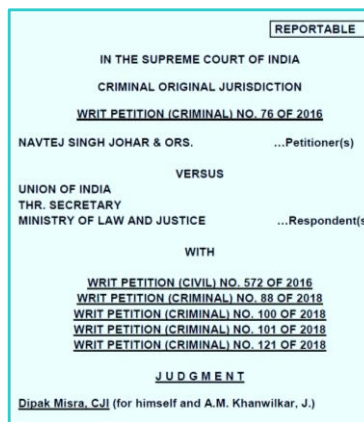 REPORTABLE
IN THE SUPREME COURT OF INDIA
CRIMINAL ORIGINAL JURISDICTION
WRIT PETITION (CRIMINAL) NO. 76 OF 2016
NAVTEJ SINGH JOHAR & ORS. ...Petitioner(s)
VERSUS
UNION OF INDIA
THR. SECRETARY
MINISTRY OF LAW AND JUSTICE ...Respondent(s
WITH
WRIT PETITION (CIVIL) NO. 572 OF 2016
WRIT PETITION (CRIMINAL) NO. 88 OF 2018
WRIT PETITION (CRIMINAL) NO. 100 OF 2018
WRIT PETITION (CRIMINAL) NO. 101 OF 2018
WRIT PETITION (CRIMINAL) NO. 121 OF 2018
J U D G M E N T
Dipak Misra, CJI (for himself and A.M. Khanwilkar, J.)